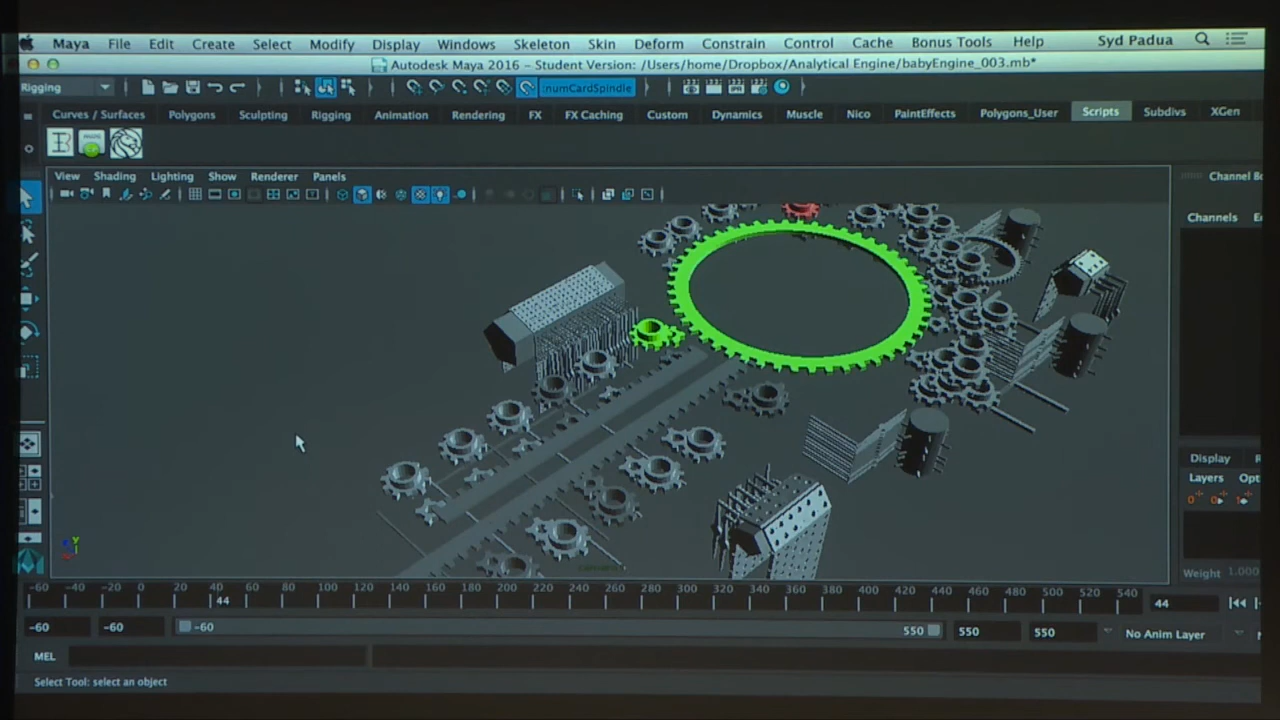 Maya File Edit Create Select Modify Display Windows Skeleton Skin Deform Constrain Control Cache Bonus Tools Help Syd Padua
Autodesk Maya 2016 - Student Version: /Users/home/Dropbox/Analytical Engine/babyEngine_003.mb*
Rigging numCardSpindle
Curves / Surfaces Polygons Sculpting Rigging Animation Rendering FX FX Caching Custom Dynamics Muscle Nico PaintEffects Polygons_User Scripts Subdivs XGen
View Shading Lighting Show Renderer Panels Channel Bo
Channels E
Display
Layers Opt
Weight 1.000
-60 -40 -20 0 20 40 60 80 100 120 140 160 180 200 220 240 260 280 300 320 340 360 380 400 420 440 460 480 500 520 540
44 44
-60 -60 -60 550 550 550 No Anim Layer
MEL
Select Tool: select an object